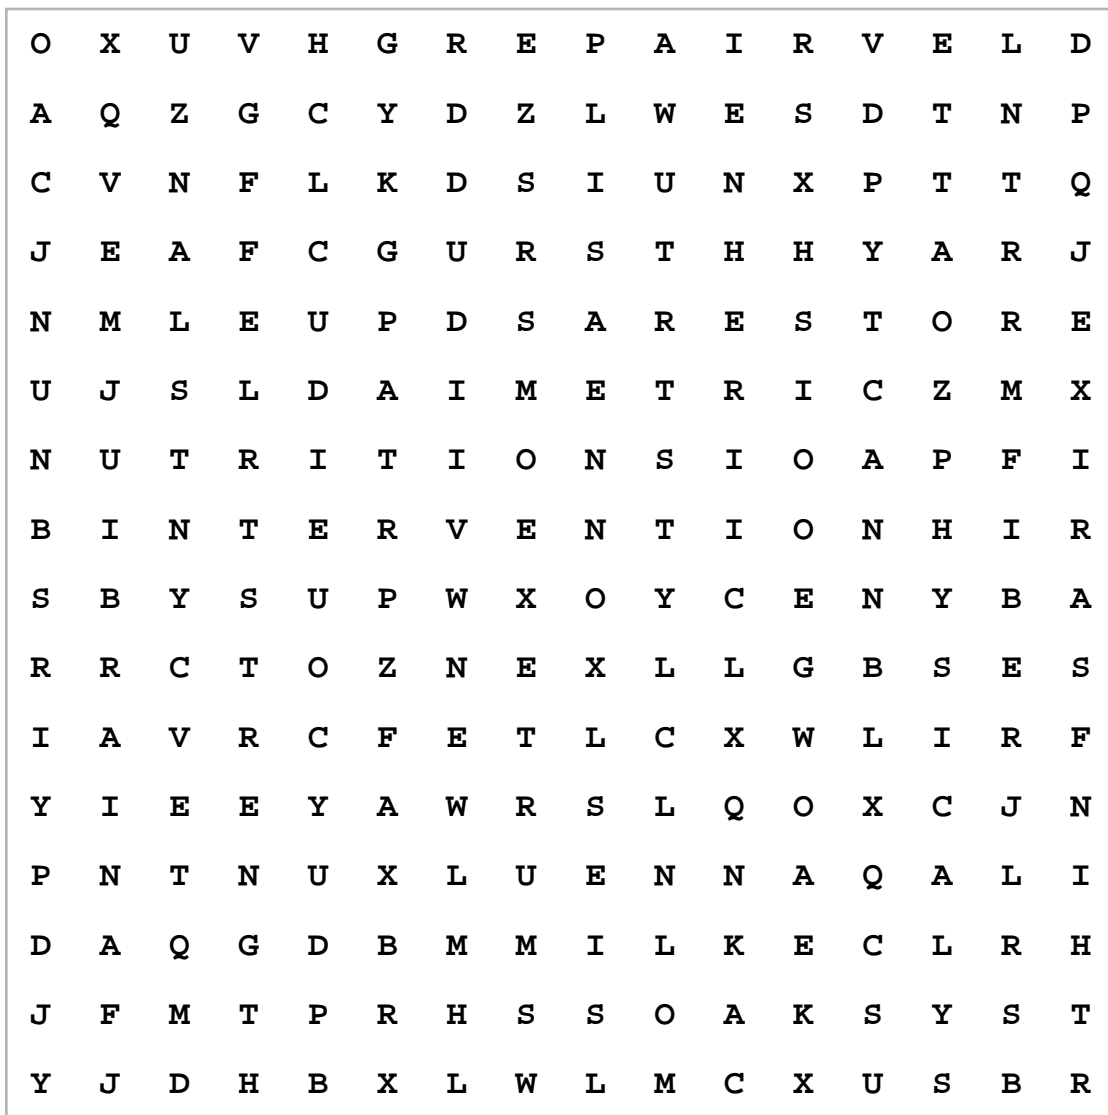 O X U V H G R E P A I R V E L D
A Q Z G C Y D Z L W E S D T N P
C V N F L K D S I U N X P T T Q
J E A F C G U R S T H H Y A R J
N M L E U P D S A R E S T O R E
U J S L D A I M E T R I C Z M X
N U T R I T I O N S I O A P F I
B I N T E R V E N T I O N H I R
S B Y S U P W X O Y C E N Y B A
R R C T O Z N E X L L G B S E S
I A V R C F E T L C X W L I R F
Y I E E Y A W R S L Q O X C J N
P N T N U X L U E N N A Q A L I
D A Q G D B M M I L K E C L R H
J F M T P R H S S O A K S Y S T
Y J D H B X L W L M C X U S B R